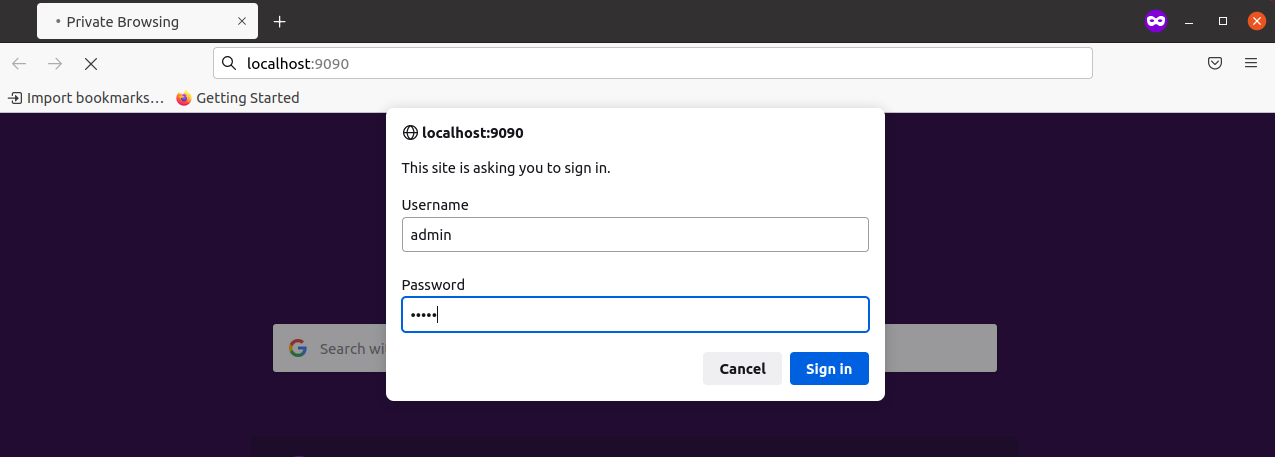 • Private Browsing
localhost:9090
Import bookmarks… Getting Started
localhost:9090
This site is asking you to sign in.
Username
admin
Password
•••••
Search wi
Cancel Sign in